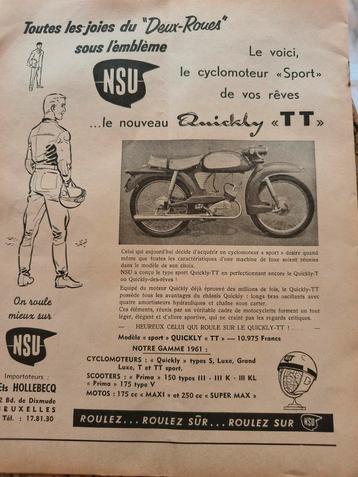 Toutes les joies du "Deux-Roues"
sous l'emblème
NSU
Le voici,
le cyclomoteur «Sport»
de vos rêves
...le nouveau Quickly «TT»
Celui qui aujourd'hui décide d'acquérir un cyclomoteur « sport » désire quand
même que toutes les caractéristiques d'une machine de luxe soient réunies
dans le modèle de son choix.
NSU a conçu le type sport Quickly-TT en perfectionnant encore le Quickly-T
ou Quickly-des-rêves !
Equipé du moteur Quickly déjà éprouvé des millions de fois, le Quickly-TT
possède tous les avantages du châssis Quickly : longs bras oscillants avec
quatre amortisseurs hydrauliques et chaîne sous carter.
Ces éléments, réunis par un véritable cadre de motocyclette forment un tout
léger, élégant et d'allure sportive, qui ne craint pas les regards critiques.
— HEUREUX CELUI QUI ROULE SUR LE QUICKLY-TT ! —
Modèle « sport » QUICKLY « TT » — 10.975 Francs
NOTRE GAMME 1961 :
CYCLOMOTEURS : « Quickly » types S, Luxe, Grand
Luxe, T et TT sport.
SCOOTERS : « Prima » 150 types III - III K - III KL
« Prima » 175 type V
MOTOS : 175 cc « MAXI » et 250 cc « SUPER MAX »
On roule
mieux sur
NSU
Importateurs :
Ets HOLLEBECQ
2 Bd. de Dixmude
BRUXELLES
Tél. : 17.81.30
ROULEZ... ROULEZ SÛR... ROULEZ SUR NSU